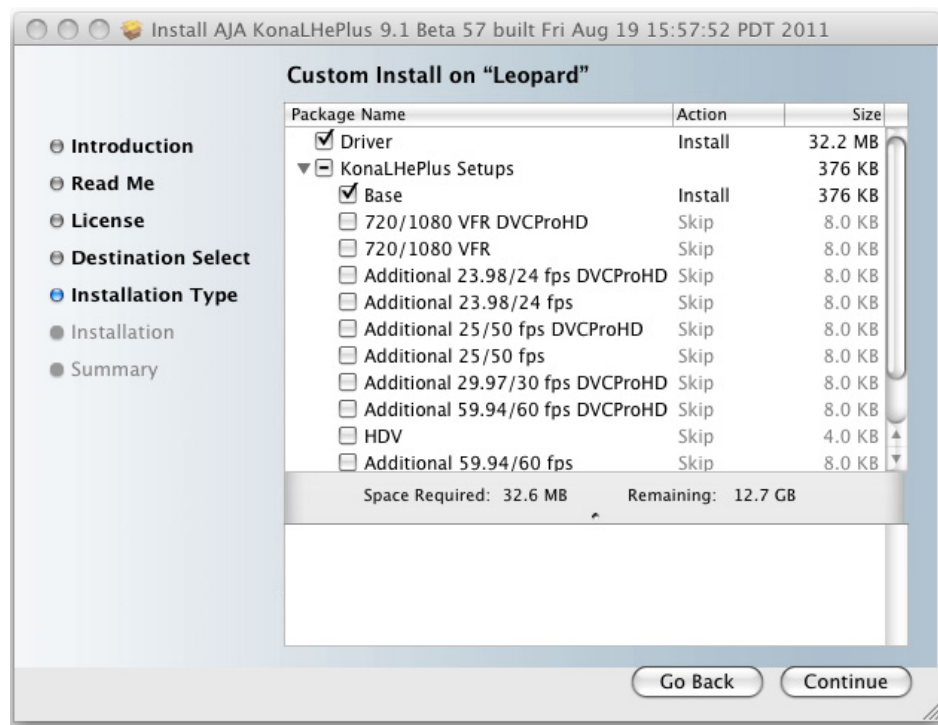 Install AJA KonaLHePlus 9.1 Beta 57 built Fri Aug 19 15:57:52 PDT 2011
Custom Install on “Leopard”
Introduction
Read Me
License
Destination Select
Installation Type
Installation
Summary
Package Name Action Size
Driver Install 32.2 MB
KonaLHePlus Setups 376 KB
Base Install 376 KB
720/1080 VFR DVCProHD Skip 8.0 KB
720/1080 VFR Skip 8.0 KB
Additional 23.98/24 fps DVCProHD Skip 8.0 KB
Additional 23.98/24 fps Skip 8.0 KB
Additional 25/50 fps DVCProHD Skip 8.0 KB
Additional 25/50 fps Skip 8.0 KB
Additional 29.97/30 fps DVCProHD Skip 8.0 KB
Additional 59.94/60 fps DVCProHD Skip 8.0 KB
HDV Skip 4.0 KB
Additional 59.94/60 fps Skip 8.0 KB
Space Required: 32.6 MB Remaining: 12.7 GB
Go Back Continue